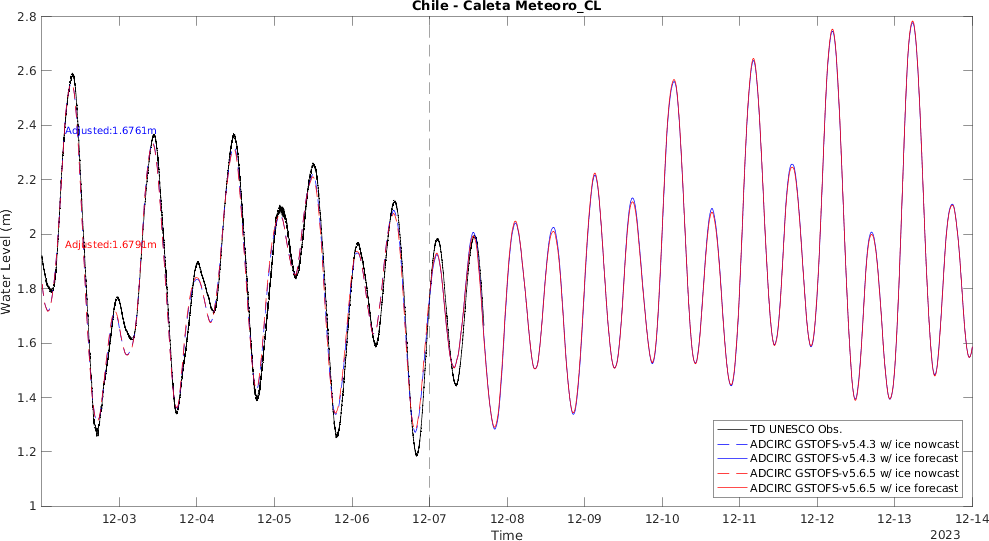 Chile - Caleta Meteoro_CL
2.8
2.6
2.4
2.2
2
1.8
1.6
1.4
1.2
1
Water Level (m)
Adjusted:1.6761m
Adjusted:1.6791m
TD UNESCO Obs.
ADCIRC GSTOFS-v5.4.3 w/ ice nowcast
ADCIRC GSTOFS-v5.4.3 w/ ice forecast
ADCIRC GSTOFS-v5.6.5 w/ ice nowcast
ADCIRC GSTOFS-v5.6.5 w/ ice forecast
12-03 12-04 12-05 12-06 12-07 12-08 12-09 12-10 12-11 12-12 12-13 12-14
Time
2023